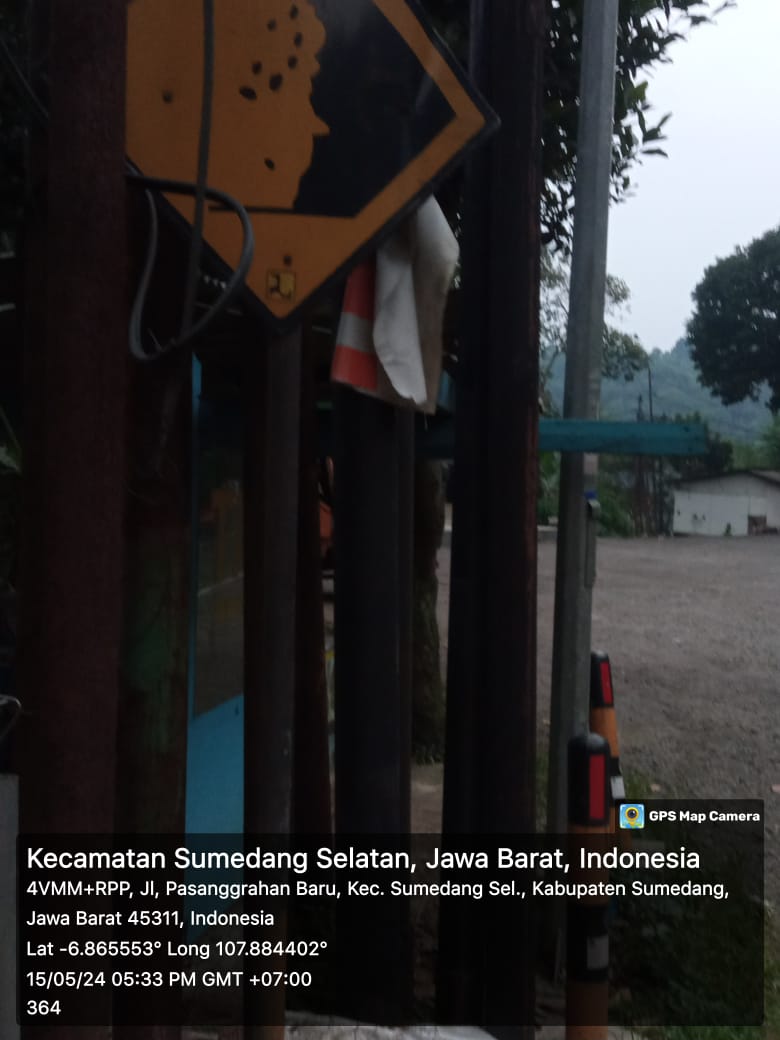 GPS Map Camera
Kecamatan Sumedang Selatan, Jawa Barat, Indonesia
4VMM+RPP, Jl, Pasanggrahan Baru, Kec. Sumedang Sel., Kabupaten Sumedang,
Jawa Barat 45311, Indonesia
Lat -6.865553° Long 107.884402°
15/05/24 05:33 PM GMT +07:00
364